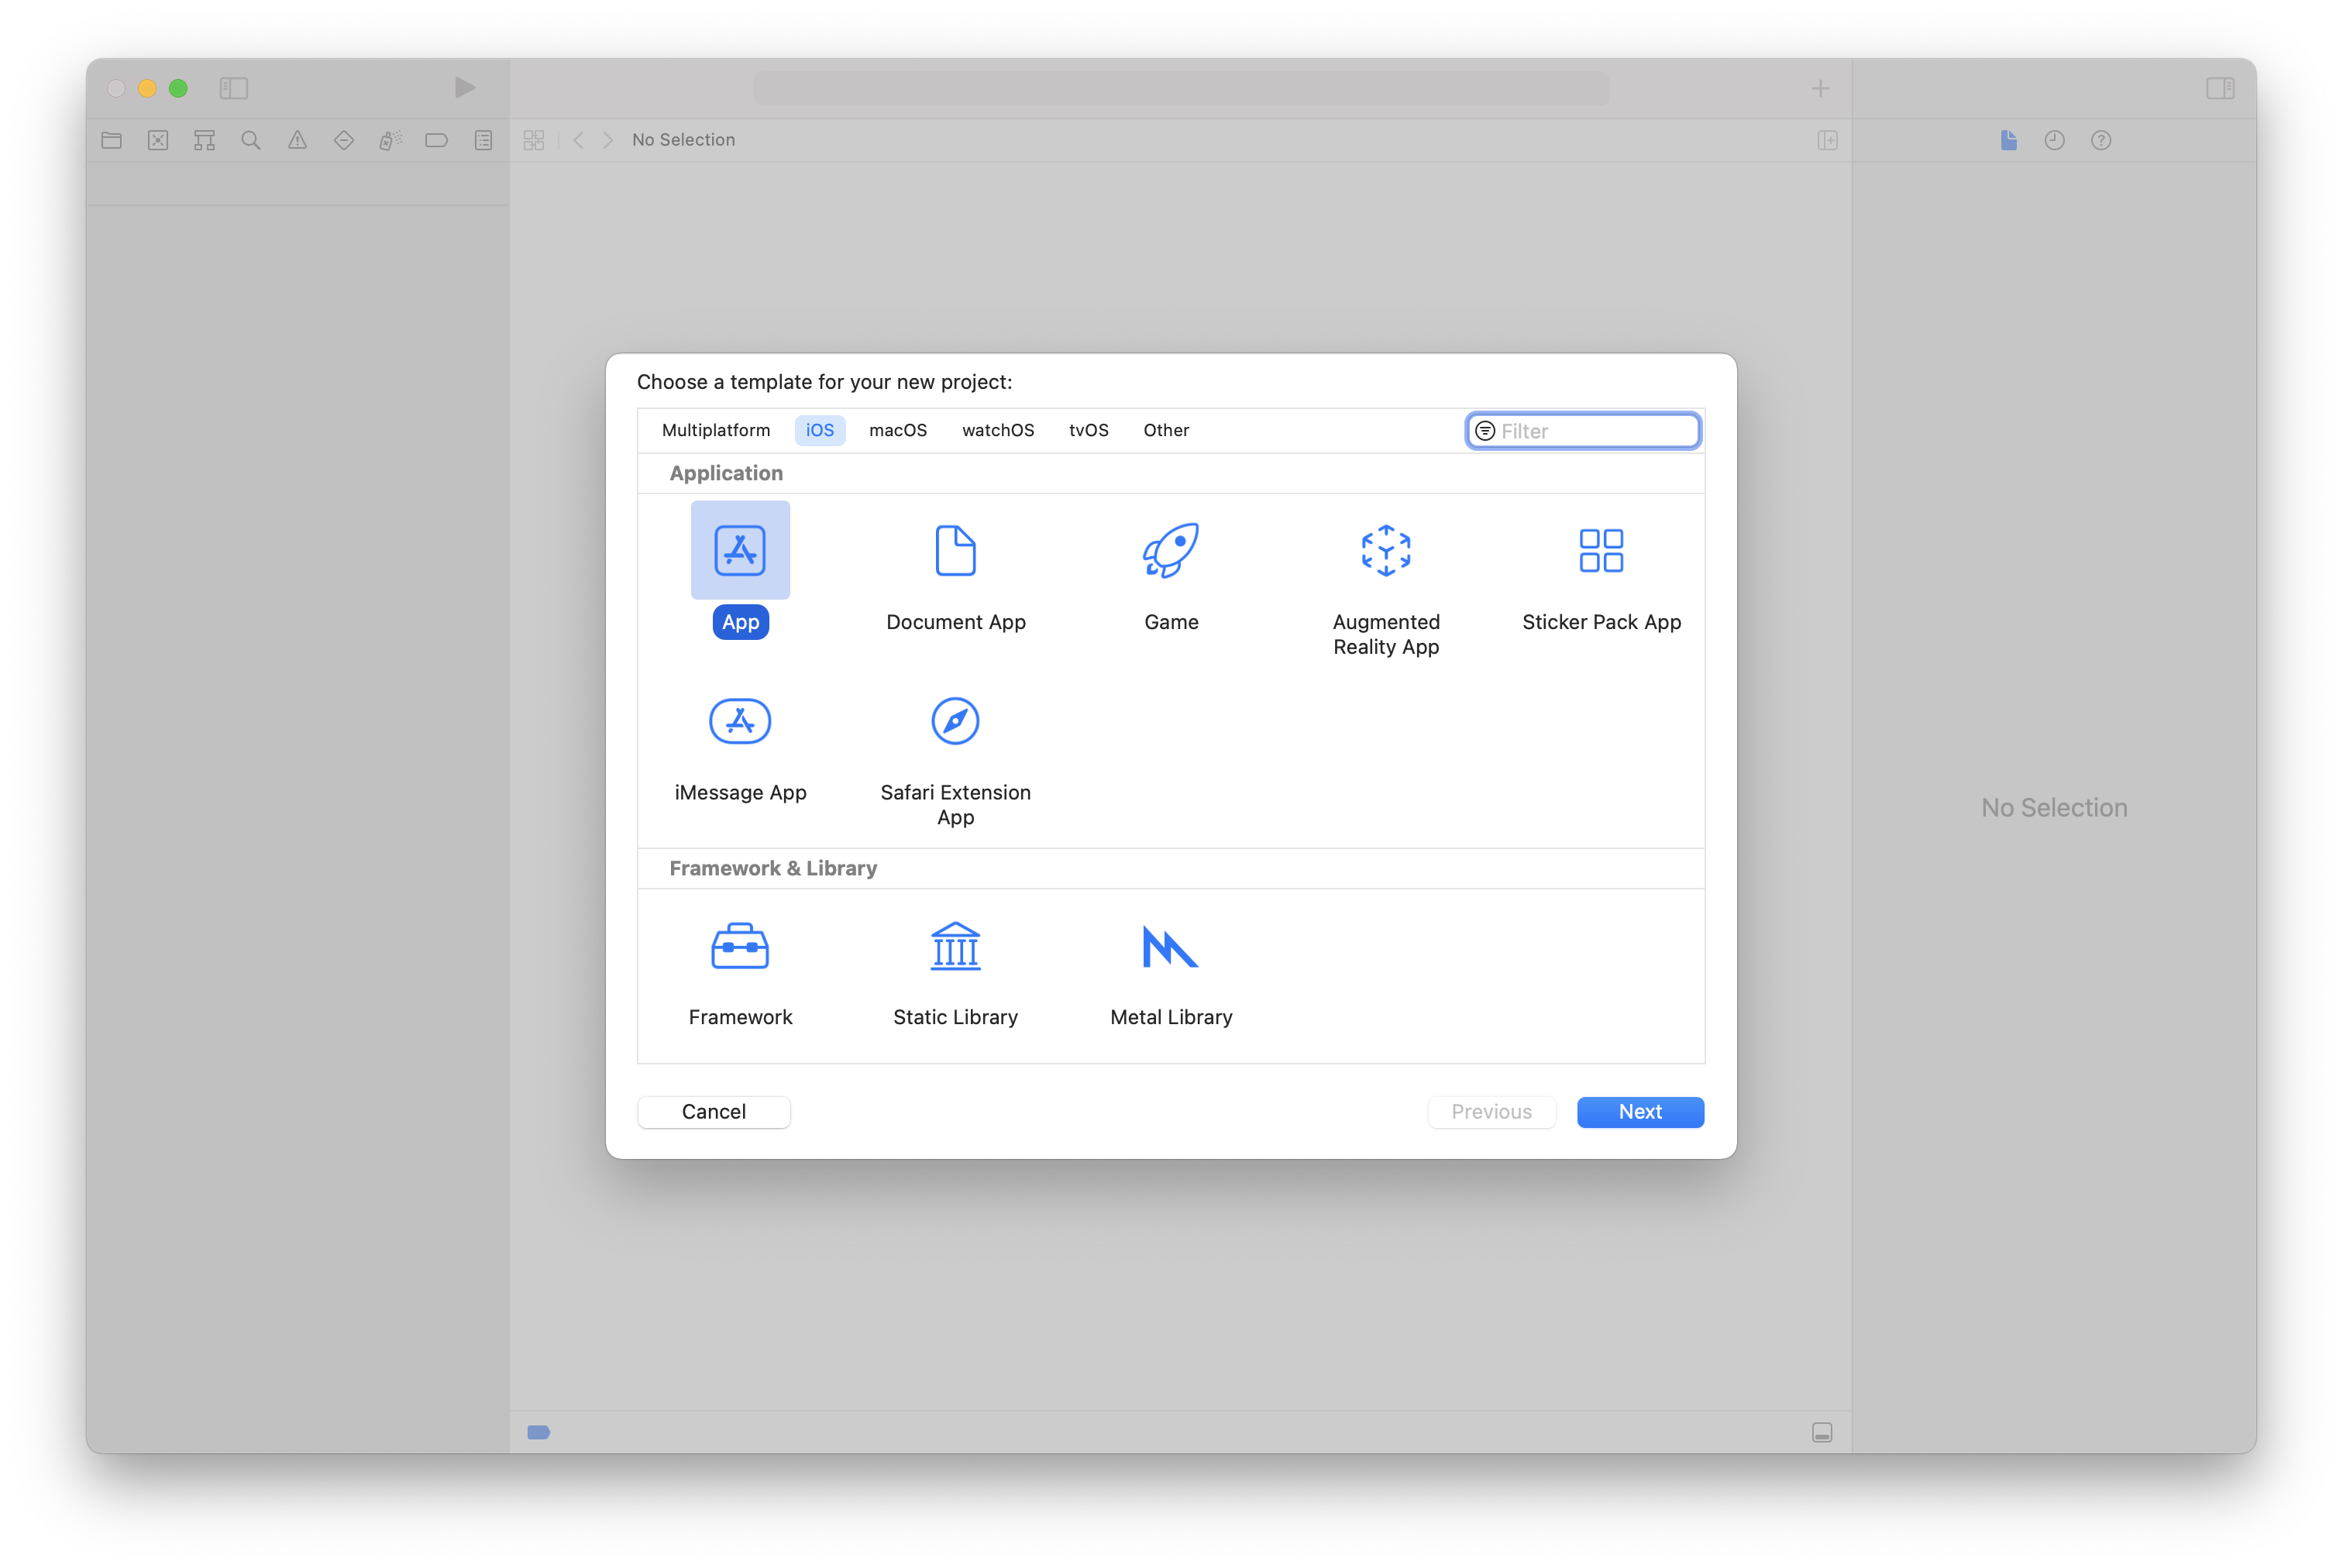 No Selection
Choose a template for your new project:
Multiplatform iOS macOS watchOS tvOS Other Filter
Application
App Document App Game Augmented Reality App Sticker Pack App
iMessage App Safari Extension App
Framework & Library
Framework Static Library Metal Library
Cancel Previous Next
No Selection